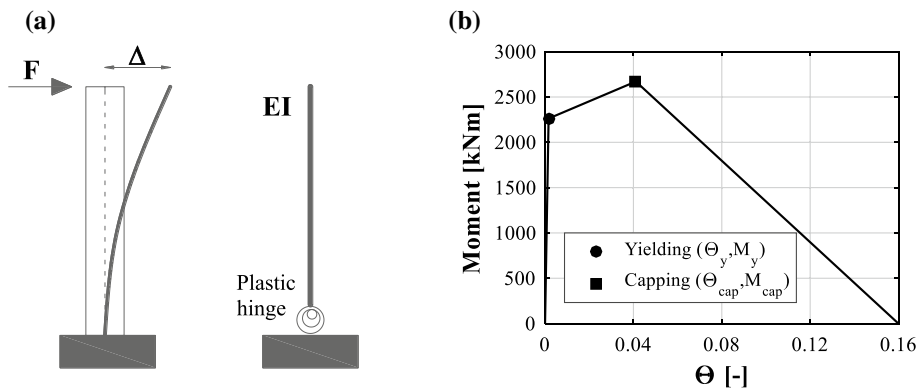 (a)
F
Δ
EI
Plastic
hinge
(b)
Moment [kNm]
3000
2500
2000
1500
1000
500
0
Yielding (Θy,My)
Capping (Θcap,Mcap)
0 0.04 0.08 0.12 0.16
Θ [-]